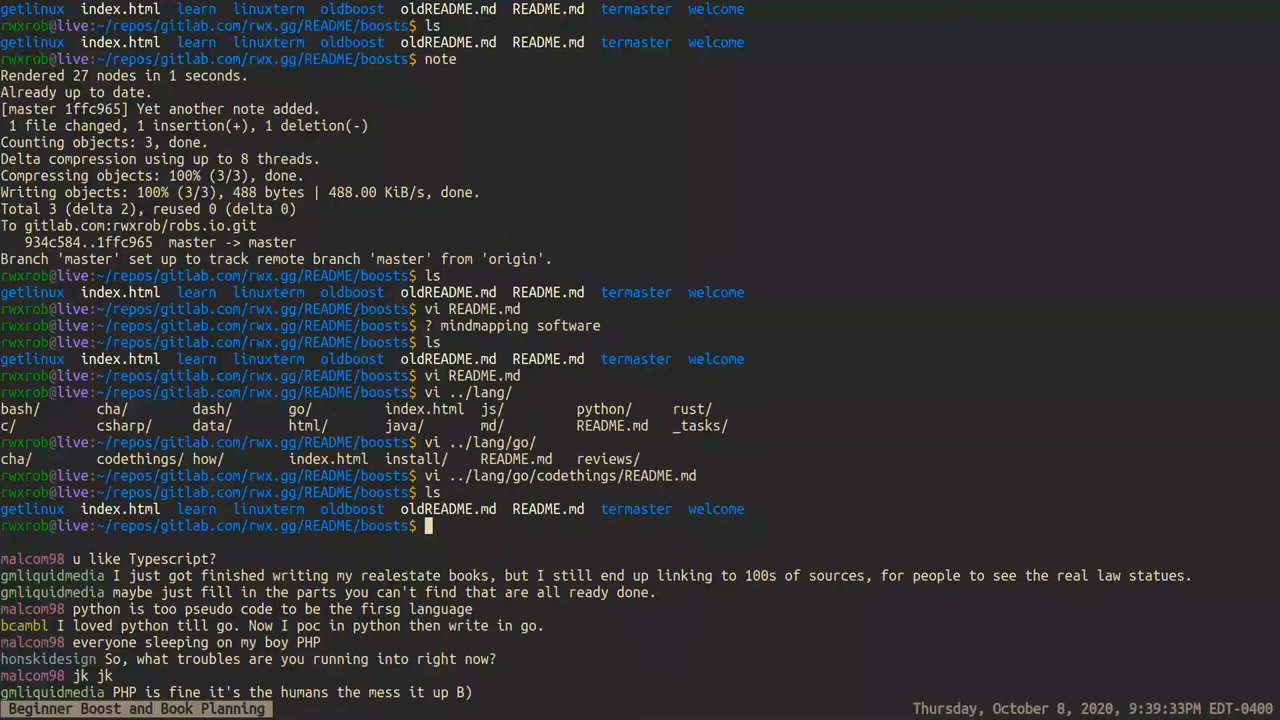 getlinux  index.html  learn  linuxterm  oldboost  oldREADME.md  README.md  termaster  welcome
rwxrob@live:~/repos/gitlab.com/rwx.gg/README/boosts$ ls
getlinux  index.html  learn  linuxterm  oldboost  oldREADME.md  README.md  termaster  welcome
rwxrob@live:~/repos/gitlab.com/rwx.gg/README/boosts$ note
Rendered 27 nodes in 1 seconds.
Already up to date.
[master 1ffc965] Yet another note added.
 1 file changed, 1 insertion(+), 1 deletion(-)
Counting objects: 3, done.
Delta compression using up to 8 threads.
Compressing objects: 100% (3/3), done.
Writing objects: 100% (3/3), 488 bytes | 488.00 KiB/s, done.
Total 3 (delta 2), reused 0 (delta 0)
To gitlab.com:rwxrob/robs.io.git
   934c584..1ffc965  master -> master
Branch 'master' set up to track remote branch 'master' from 'origin'.
rwxrob@live:~/repos/gitlab.com/rwx.gg/README/boosts$ ls
getlinux  index.html  learn  linuxterm  oldboost  oldREADME.md  README.md  termaster  welcome
rwxrob@live:~/repos/gitlab.com/rwx.gg/README/boosts$ vi README.md
rwxrob@live:~/repos/gitlab.com/rwx.gg/README/boosts$ ? mindmapping software
rwxrob@live:~/repos/gitlab.com/rwx.gg/README/boosts$ ls
getlinux  index.html  learn  linuxterm  oldboost  oldREADME.md  README.md  termaster  welcome
rwxrob@live:~/repos/gitlab.com/rwx.gg/README/boosts$ vi README.md
rwxrob@live:~/repos/gitlab.com/rwx.gg/README/boosts$ vi ../lang/
bash/       cha/        dash/       go/         index.html  js/         python/     rust/
c/          csharp/     data/       html/       java/       md/         README.md   _tasks/
rwxrob@live:~/repos/gitlab.com/rwx.gg/README/boosts$ vi ../lang/go/
cha/        codethings/ how/        index.html  install/    README.md   reviews/
rwxrob@live:~/repos/gitlab.com/rwx.gg/README/boosts$ vi ../lang/go/codethings/README.md
rwxrob@live:~/repos/gitlab.com/rwx.gg/README/boosts$ ls
getlinux  index.html  learn  linuxterm  oldboost  oldREADME.md  README.md  termaster  welcome
rwxrob@live:~/repos/gitlab.com/rwx.gg/README/boosts$
malcom98 u like Typescript?
gmliquidmedia I just got finished writing my realestate books, but I still end up linking to 100s of sources, for people to see the real law statues.
gmliquidmedia maybe just fill in the parts you can't find that are all ready done.
malcom98 python is too pseudo code to be the firsg language
bcambl I loved python till go. Now I poc in python then write in go.
malcom98 everyone sleeping on my boy PHP
honskidesign So, what troubles are you running into right now?
malcom98 jk jk
gmliquidmedia PHP is fine it's the humans the mess it up B)
Beginner Boost and Book Planning  Thursday, October 8, 2020, 9:39:33PM EDT-0400